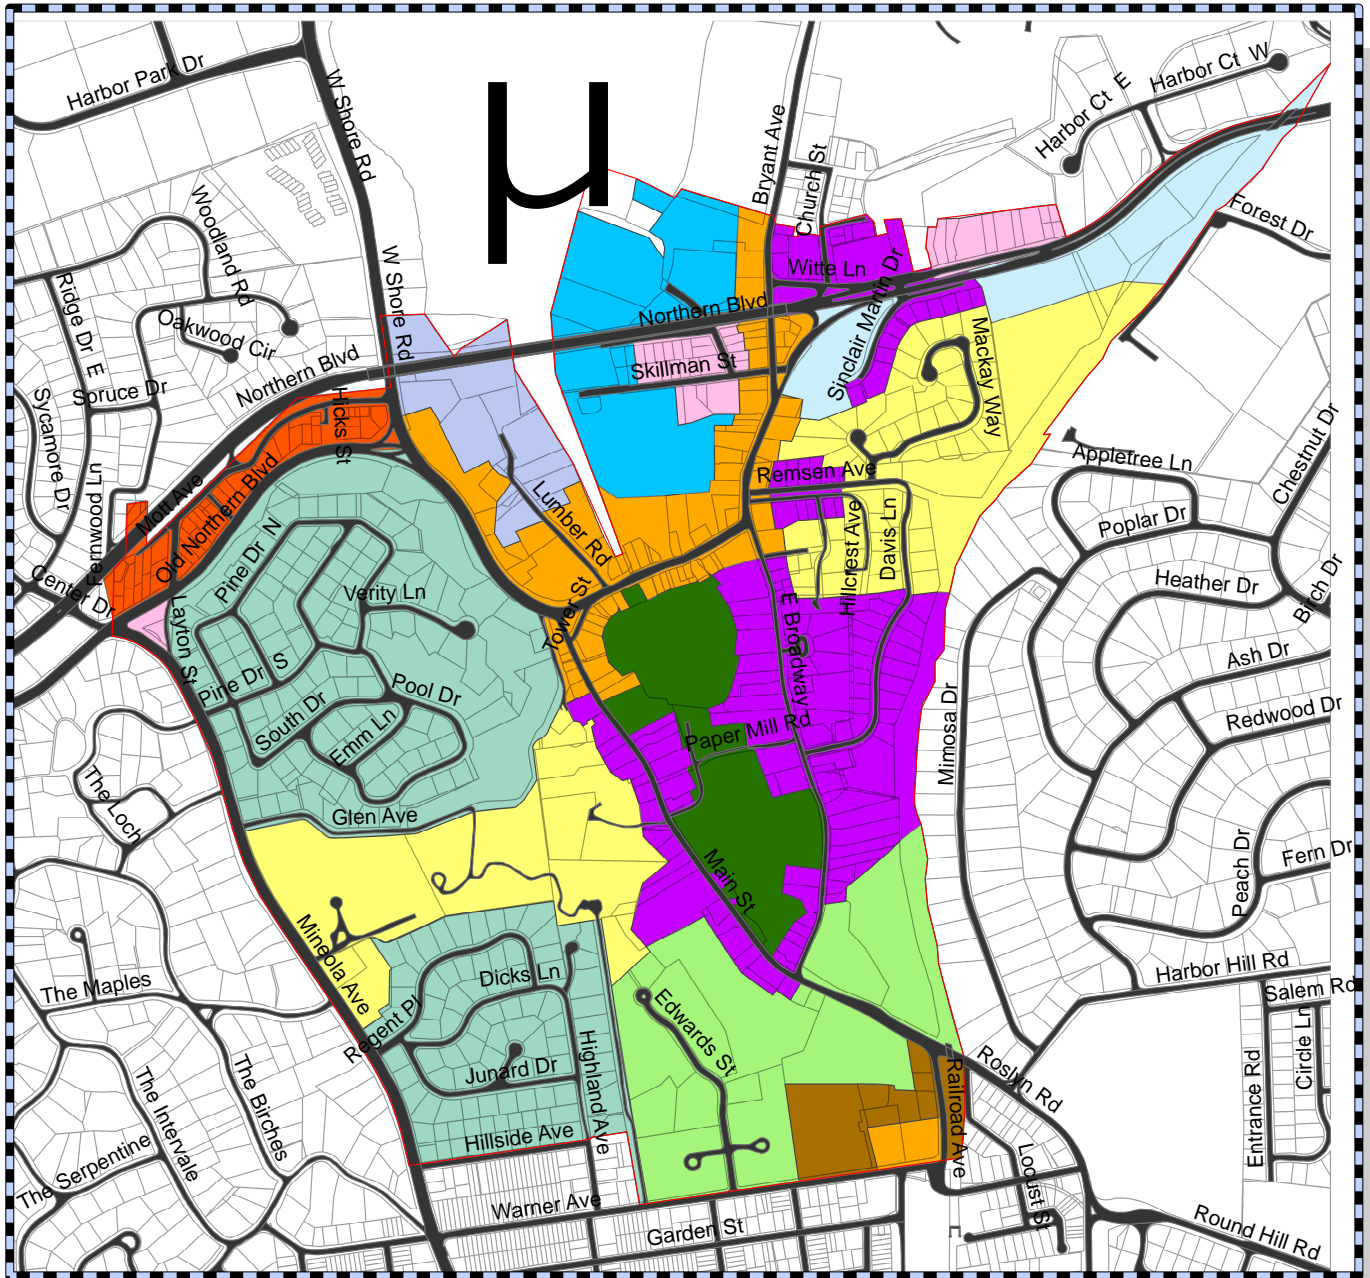 Harbor Park Dr
W Shore Rd
µ
Bryant Ave
Church St
Harbor Ct E
Harbor Ct W
Forest Dr
Woodland Rd
W Shore Rd
Witte Ln
Sinclair Martin Dr
Northern Blvd
Ridge Dr E
Oakwood Cir
Northern Blvd
Skillman St
Mackay Way
Spruce Dr
Sycamore Dr
Hicks St
Fernwood Ln
Mott Ave
Old Northern Blvd
Lumber Rd
Remsen Ave
Hillcrest Ave
Davis Ln
Appletree Ln
Chestnut Dr
Poplar Dr
Heather Dr
Birch Dr
Center Dr
Layton St
Pine Dr N
Verity Ln
Tower St
E Broadway
Ash Dr
Pine Dr S
South Dr
Pool Dr
Emm Ln
Paper Mill Rd
Mimosa Dr
Redwood Dr
The Loch
Glen Ave
Main St
Peach Dr
Fern Dr
Mineola Ave
The Maples
Dicks Ln
Regent Pl
Edwards St
Harbor Hill Rd
Salem Rd
Circle Ln
Entrance Rd
Junard Dr
Highland Ave
Railroad Ave
Roslyn Rd
The Birches
The Intervale
The Serpentine
Hillside Ave
Warner Ave
Garden St
Locust St
Round Hill Rd